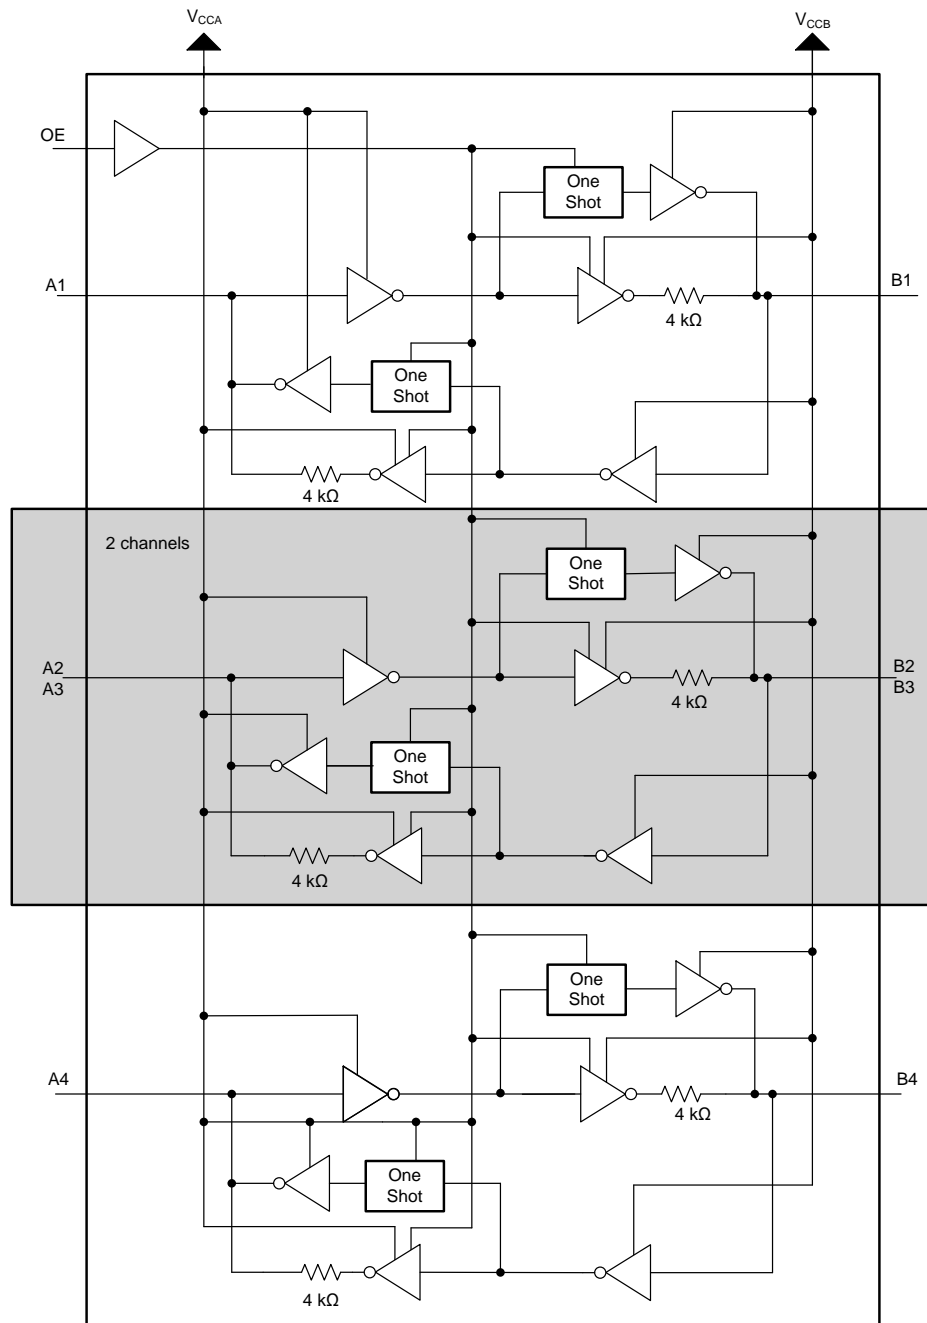 VCCA
VCCB
OE
One
Shot
A1
B1
4 kΩ
One
Shot
4 kΩ
2 channels
One
Shot
A2
A3
B2
B3
4 kΩ
One
Shot
4 kΩ
One
Shot
A4
B4
4 kΩ
One
Shot
4 kΩ